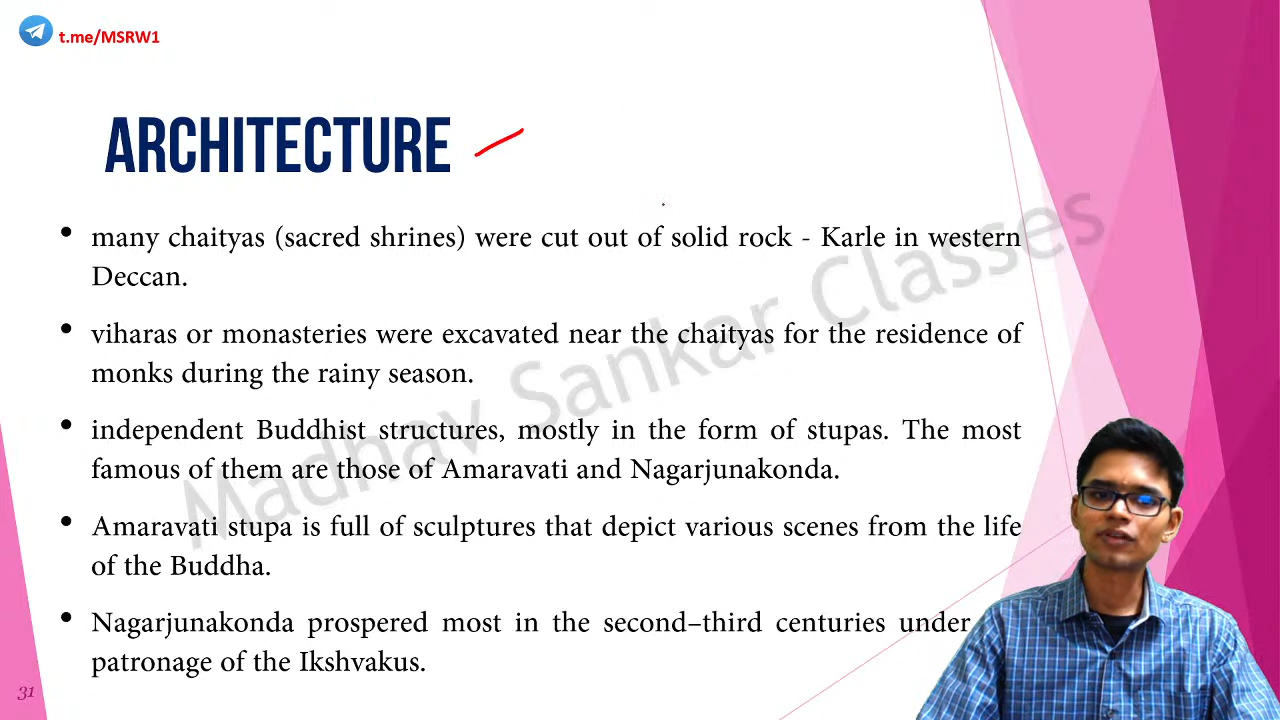 t.me/MSRW1
ARCHITECTURE
• many chaityas (sacred shrines) were cut out of solid rock - Karle in western
Deccan.
• viharas or monasteries were excavated near the chaityas for the residence of
monks during the rainy season.
• independent Buddhist structures, mostly in the form of stupas. The most
famous of them are those of Amaravati and Nagarjunakonda.
• Amaravati stupa is full of sculptures that depict various scenes from the life
of the Buddha.
• Nagarjunakonda prospered most in the second–third centuries under
patronage of the Ikshvakus.
Madhav Sankar Classes
31